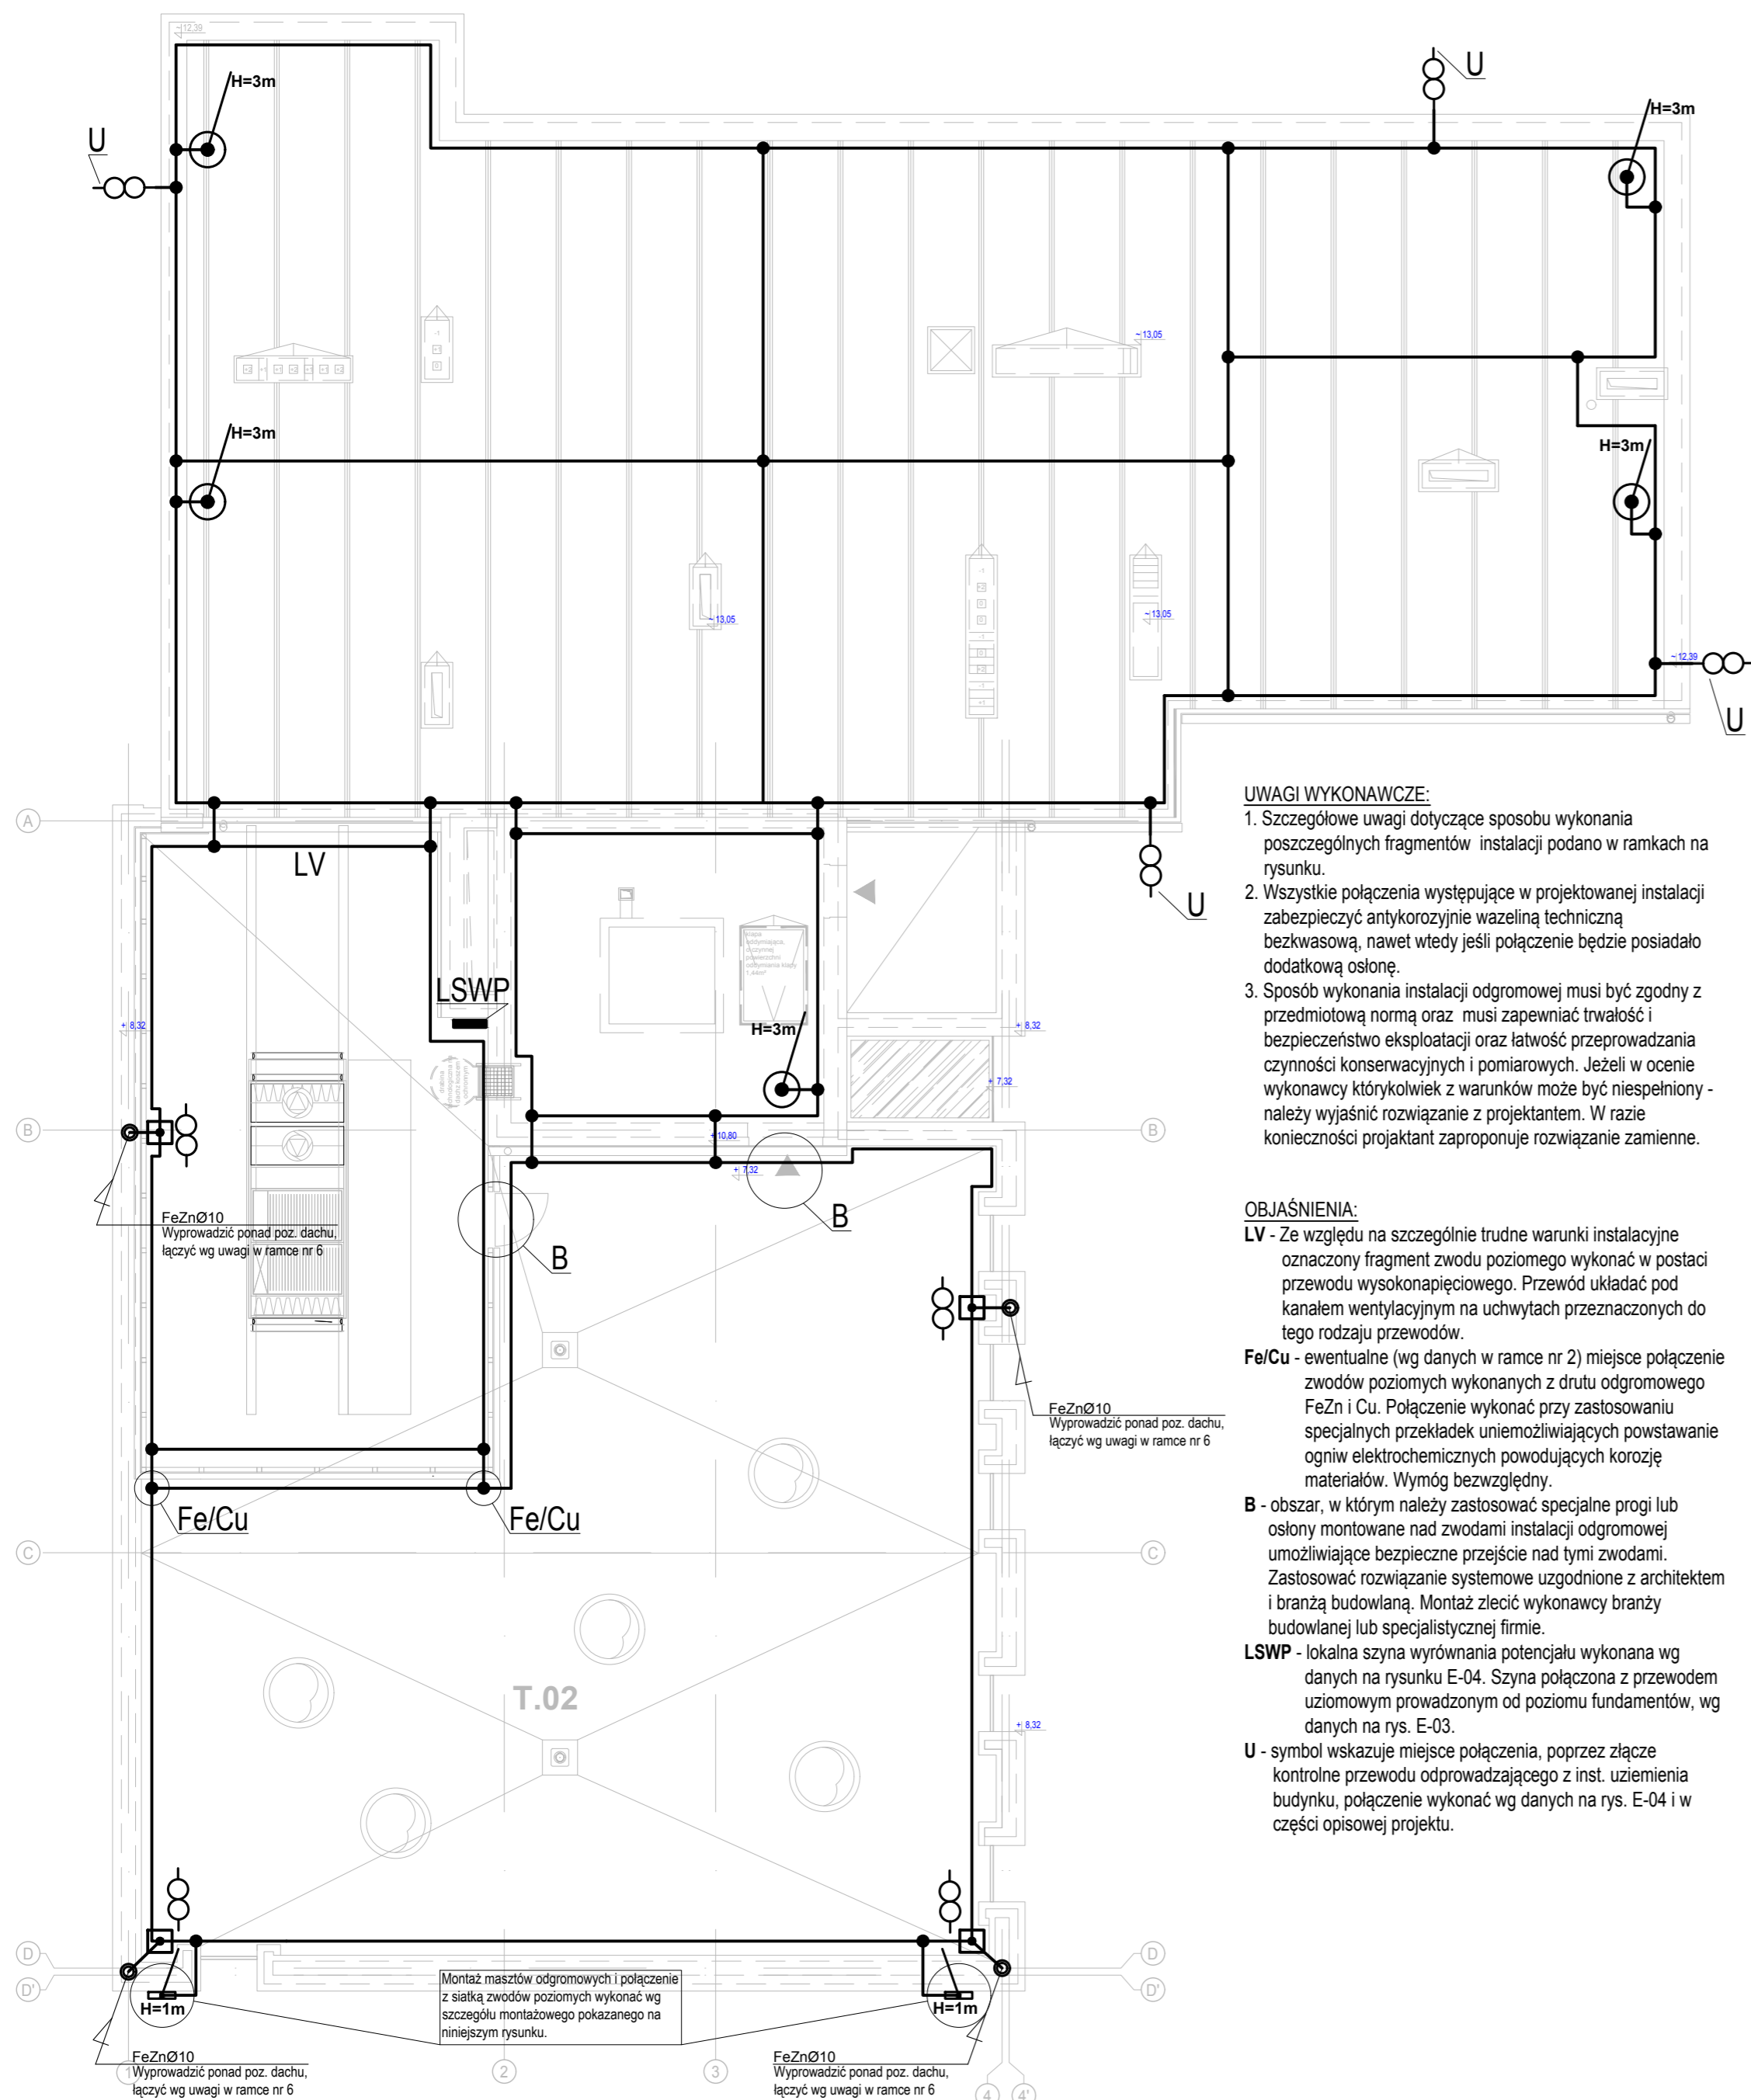 ~12,39
H=3m
U
U
H=3m
~13,05
H=3m
H=3m
~13,05
~13,05
~12,39
U
A
LV
U
klapa
oddymiająca,
o czynnej
powierzchni
oddymiania klapy
LSWP
H=3m
+ 8,32
+ 8,32
+ 7,32
B
+10,80
B
+ 7,32
B
B
FeZnØ10
Wyprowadzić ponad poz. dachu,
łączyć wg uwagi w ramce nr 6
FeZnØ10
Wyprowadzić ponad poz. dachu,
łączyć wg uwagi w ramce nr 6
Fe/Cu
Fe/Cu
C
C
T.02
+ 8,32
D
D
D'
D'
H=1m
H=1m
Montaż masztów odgromowych i połączenie
z siatką zwodów poziomych wykonać wg
szczegółu montażowego pokazanego na
niniejszym rysunku.
FeZnØ10
Wyprowadzić ponad poz. dachu,
łączyć wg uwagi w ramce nr 6
FeZnØ10
Wyprowadzić ponad poz. dachu,
łączyć wg uwagi w ramce nr 6
1
2
3
4
4'
UWAGI WYKONAWCZE:
1. Szczegółowe uwagi dotyczące sposobu wykonania
poszczególnych fragmentów instalacji podano w ramkach na
rysunku.
2. Wszystkie połączenia występujące w projektowanej instalacji
zabezpieczyć antykorozyjnie wazeliną techniczną
bezkwasową, nawet wtedy jeśli połączenie będzie posiadało
dodatkową osłonę.
3. Sposób wykonania instalacji odgromowej musi być zgodny z
przedmiotową normą oraz musi zapewniać trwałość i
bezpieczeństwo eksploatacji oraz łatwość przeprowadzania
czynności konserwacyjnych i pomiarowych. Jeżeli w ocenie
wykonawcy którykolwiek z warunków może być niespełniony -
należy wyjaśnić rozwiązanie z projektantem. W razie
konieczności projaktant zaproponuje rozwiązanie zamienne.
OBJAŚNIENIA:
LV - Ze względu na szczególnie trudne warunki instalacyjne
oznaczony fragment zwodu poziomego wykonać w postaci
przewodu wysokonapięciowego. Przewód układać pod
kanałem wentylacyjnym na uchwytach przeznaczonych do
tego rodzaju przewodów.
Fe/Cu - ewentualne (wg danych w ramce nr 2) miejsce połączenie
zwodów poziomych wykonanych z drutu odgromowego
FeZn i Cu. Połączenie wykonać przy zastosowaniu
specjalnych przekładek uniemożliwiających powstawanie
ogniw elektrochemicznych powodujących korozję
materiałów. Wymóg bezwzględny.
B - obszar, w którym należy zastosować specjalne progi lub
osłony montowane nad zwodami instalacji odgromowej
umożliwiające bezpieczne przejście nad tymi zwodami.
Zastosować rozwiązanie systemowe uzgodnione z architektem
i branżą budowlaną. Montaż zlecić wykonawcy branży
budowlanej lub specjalistycznej firmie.
LSWP - lokalna szyna wyrównania potencjału wykonana wg
danych na rysunku E-04. Szyna połączona z przewodem
uziomowym prowadzonym od poziomu fundamentów, wg
danych na rys. E-03.
U - symbol wskazuje miejsce połączenia, poprzez złącze
kontrolne przewodu odprowadzającego z inst. uziemienia
budynku, połączenie wykonać wg danych na rys. E-04 i w
części opisowej projektu.